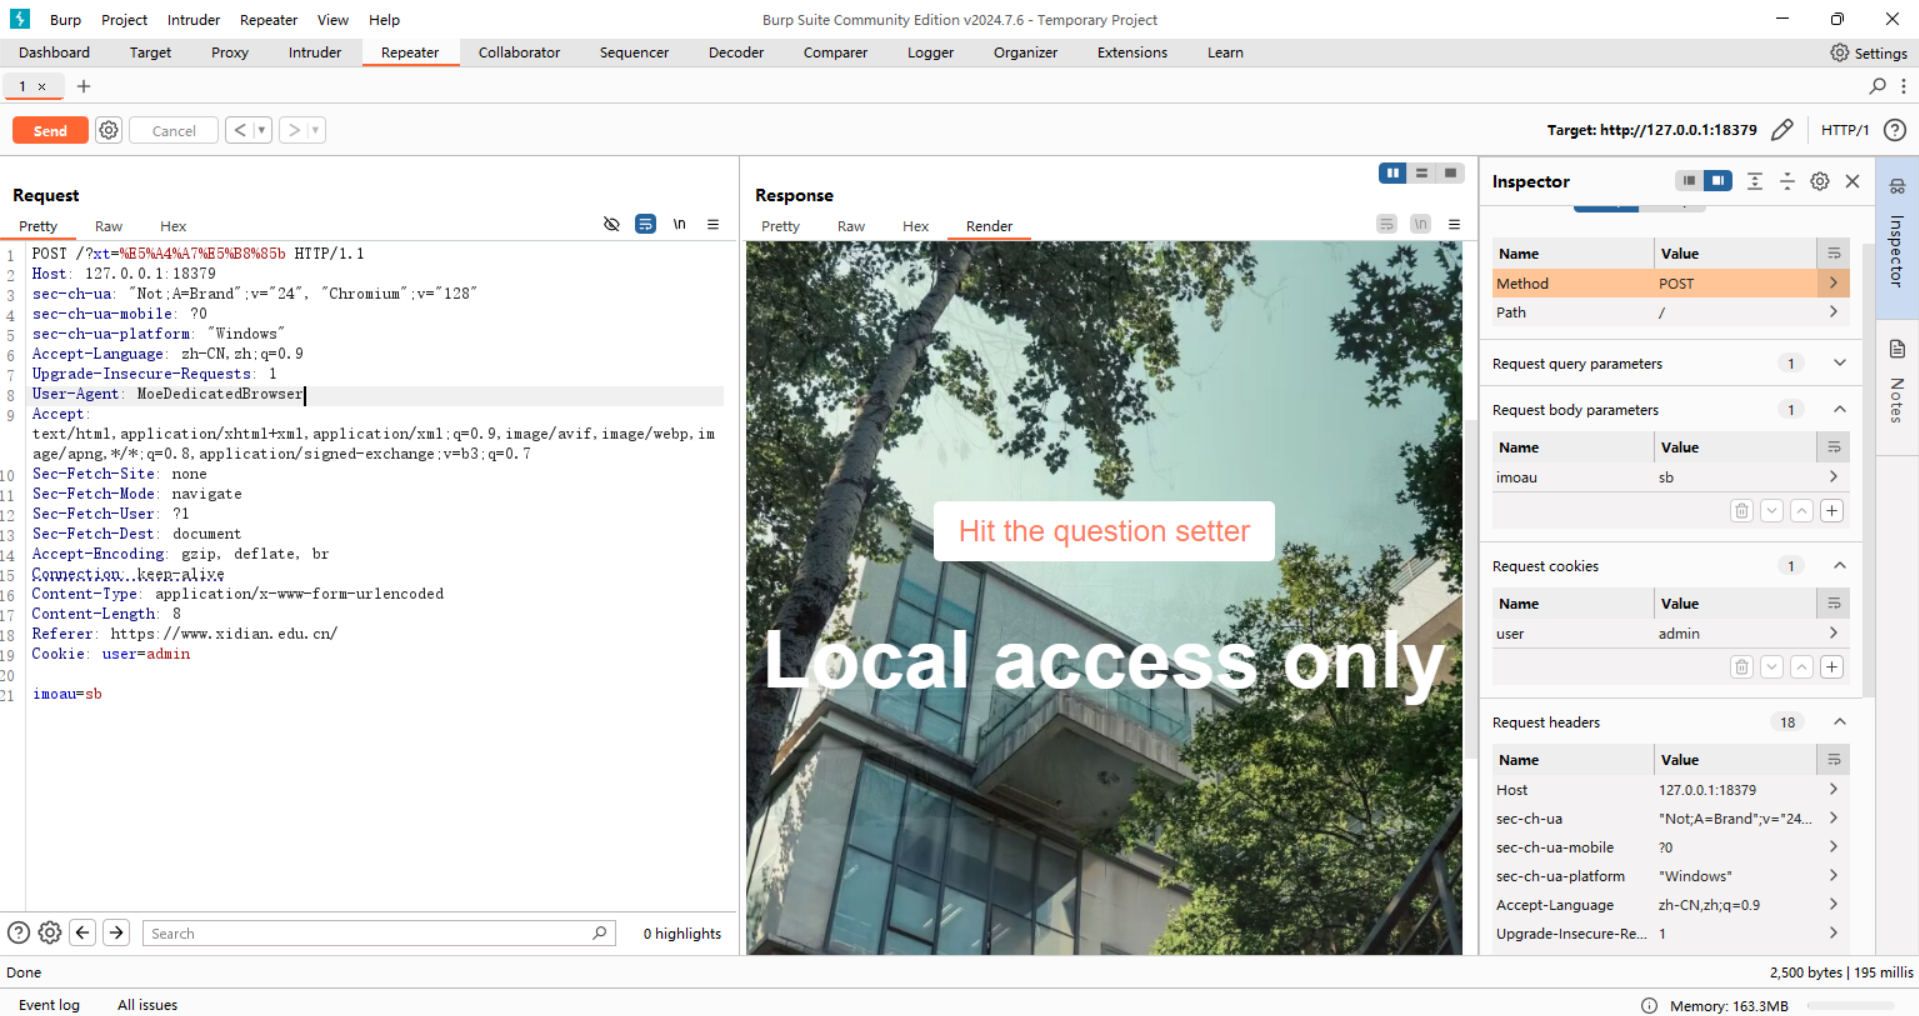 Burp Project Intruder Repeater View Help
Burp Suite Community Edition v2024.7.6 - Temporary Project
Dashboard Target Proxy Intruder Repeater Collaborator Sequencer Decoder Comparer Logger Organizer Extensions Learn
Settings
1 ×
Send Cancel
Target: http://127.0.0.1:18379
HTTP/1
Request
Pretty Raw Hex
\n
1 POST /?xt=%E5%A4%A7%E5%B8%85b HTTP/1.1
2 Host: 127.0.0.1:18379
3 sec-ch-ua: "Not;A=Brand";v="24", "Chromium";v="128"
4 sec-ch-ua-mobile: ?0
5 sec-ch-ua-platform: "Windows"
6 Accept-Language: zh-CN,zh;q=0.9
7 Upgrade-Insecure-Requests: 1
8 User-Agent: MoeDedicatedBrowser
9 Accept:
text/html,application/xhtml+xml,application/xml;q=0.9,image/avif,image/webp,im
age/apng,*/*;q=0.8,application/signed-exchange;v=b3;q=0.7
10 Sec-Fetch-Site: none
11 Sec-Fetch-Mode: navigate
12 Sec-Fetch-User: ?1
13 Sec-Fetch-Dest: document
14 Accept-Encoding: gzip, deflate, br
15 Connection: keep-alive
16 Content-Type: application/x-www-form-urlencoded
17 Content-Length: 8
18 Referer: https://www.xidian.edu.cn/
19 Cookie: user=admin
20
21 imoau=sb
Search
0 highlights
Response
Pretty Raw Hex Render
\n
Hit the question setter
Local access only
Inspector
Name Value
Method POST
Path /
Request query parameters 1
Request body parameters 1
Name Value
imoau sb
Request cookies 1
Name Value
user admin
Request headers 18
Name Value
Host 127.0.0.1:18379
sec-ch-ua "Not;A=Brand";v="24...
sec-ch-ua-mobile ?0
sec-ch-ua-platform "Windows"
Accept-Language zh-CN,zh;q=0.9
Upgrade-Insecure-Re... 1
Inspector
Notes
Done
2,500 bytes | 195 millis
Event log All issues
Memory: 163.3MB